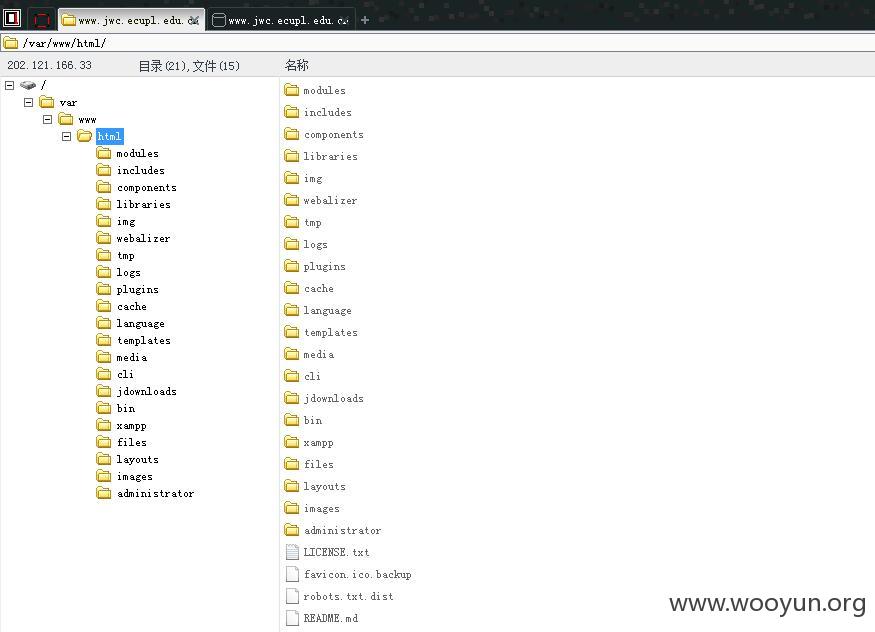 www.jwc.ecupl.edu.c
www.jwc.ecupl.edu.c
/var/www/html/
202.121.166.33
目录(21),文件(15)
名称
/
var
www
html
modules
includes
components
libraries
img
webalizer
tmp
logs
plugins
cache
language
templates
media
cli
jdownloads
bin
xampp
files
layouts
images
administrator
modules
includes
components
libraries
img
webalizer
tmp
logs
plugins
cache
language
templates
media
cli
jdownloads
bin
xampp
files
layouts
images
administrator
LICENSE.txt
favicon.ico.backup
robots.txt.dist
README.md
www.wooyun.org